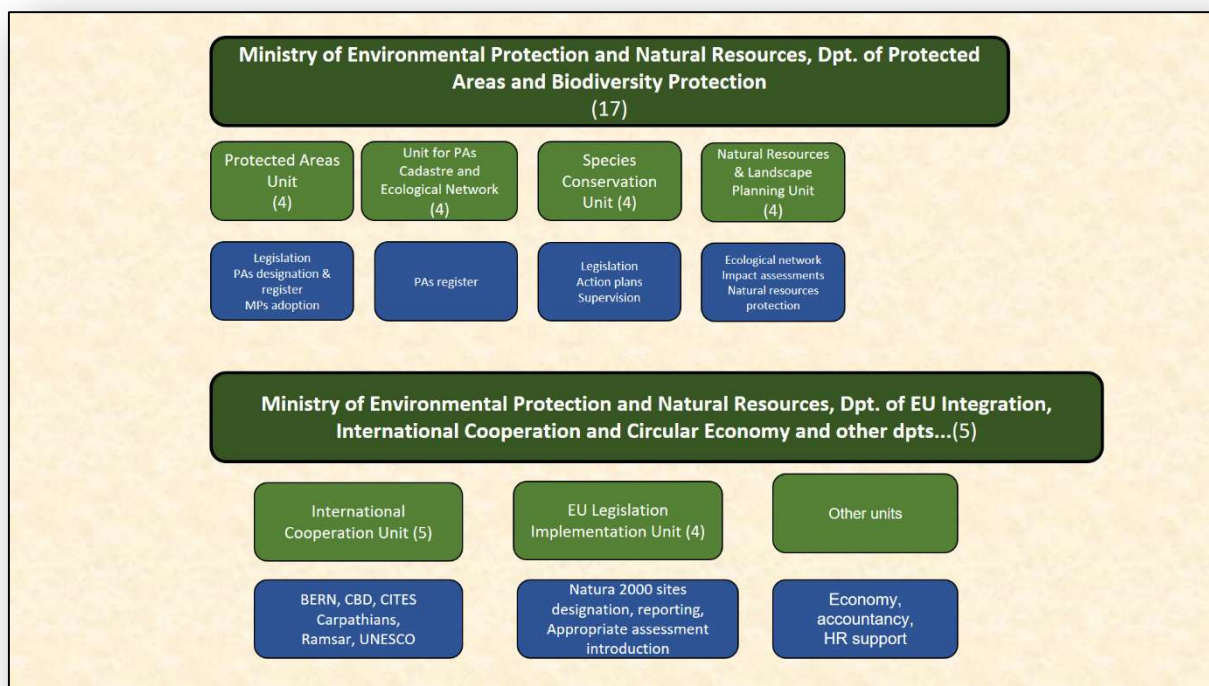 Ministry of Environmental Protection and Natural Resources, Dpt. of Protected
Areas and Biodiversity Protection
(17)
Protected Areas
Unit
(4)
Unit for PAs
Cadastre and
Ecological Network
(4)
Species
Conservation
Unit (4)
Natural Resources
& Landscape
Planning Unit
(4)
Legislation
PAs designation &
register
MPs adoption
PAs register
Legislation
Action plans
Supervision
Ecological network
Impact assessments
Natural resources
protection
Ministry of Environmental Protection and Natural Resources, Dpt. of EU Integration,
International Cooperation and Circular Economy and other dpts...(5)
International
Cooperation Unit (5)
EU Legislation
Implementation Unit (4)
Other units
BERN, CBD, CITES
Carpathians,
Ramsar, UNESCO
Natura 2000 sites
designation, reporting,
Appropriate assessment
introduction
Economy,
accountancy,
HR support